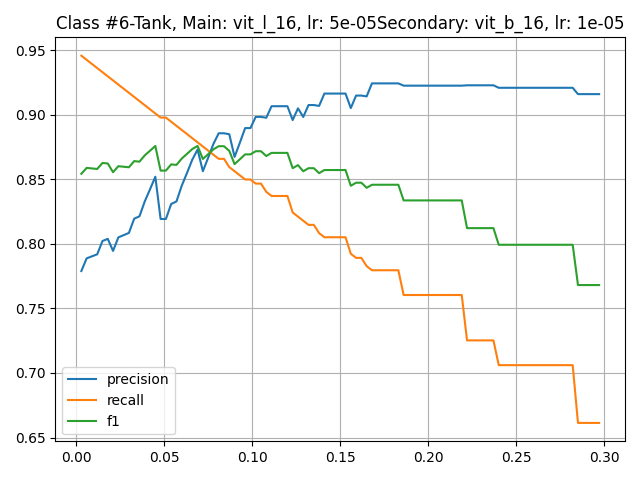 Class #6-Tank, Main: vit_l_16, lr: 5e-05Secondary: vit_b_16, lr: 1e-05
0.95
0.90
0.85
0.80
0.75
0.70
0.65
precision
recall
f1
0.00 0.05 0.10 0.15 0.20 0.25 0.30